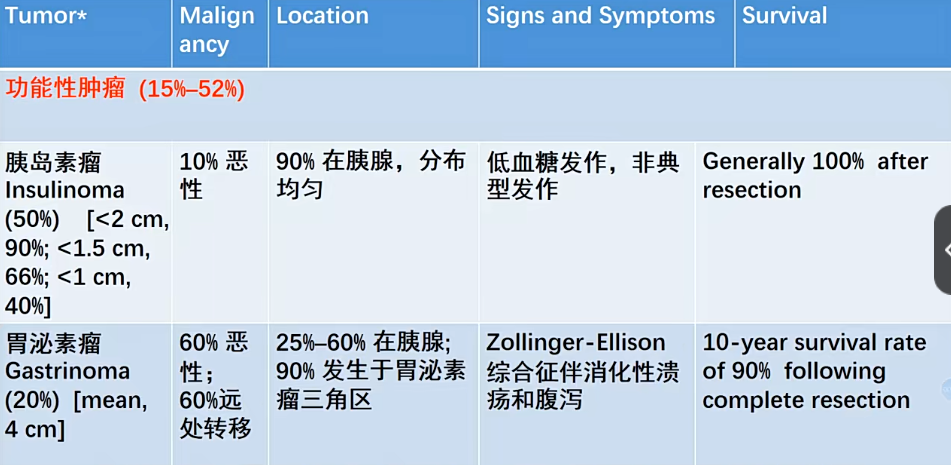 Tumor* Malign Location Signs and Symptoms Survival
ancy
功能性肿瘤 (15%–52%)
胰岛素瘤 10% 恶 90% 在胰腺，分布 低血糖发作，非典 Generally 100% after
Insulinoma 性 均匀 型发作 resection
(50%) [<2 cm,
90%; <1.5 cm,
66%; <1 cm,
40%]
胃泌素瘤 60% 恶 25%–60% 在胰腺; Zollinger-Ellison 10-year survival rate
Gastrinoma 性； 90% 发生于胃泌素 综合征伴消化性溃 of 90% following
(20%) [mean, 60%远 瘤三角区 疡和腹泻 complete resection
4 cm] 处转移